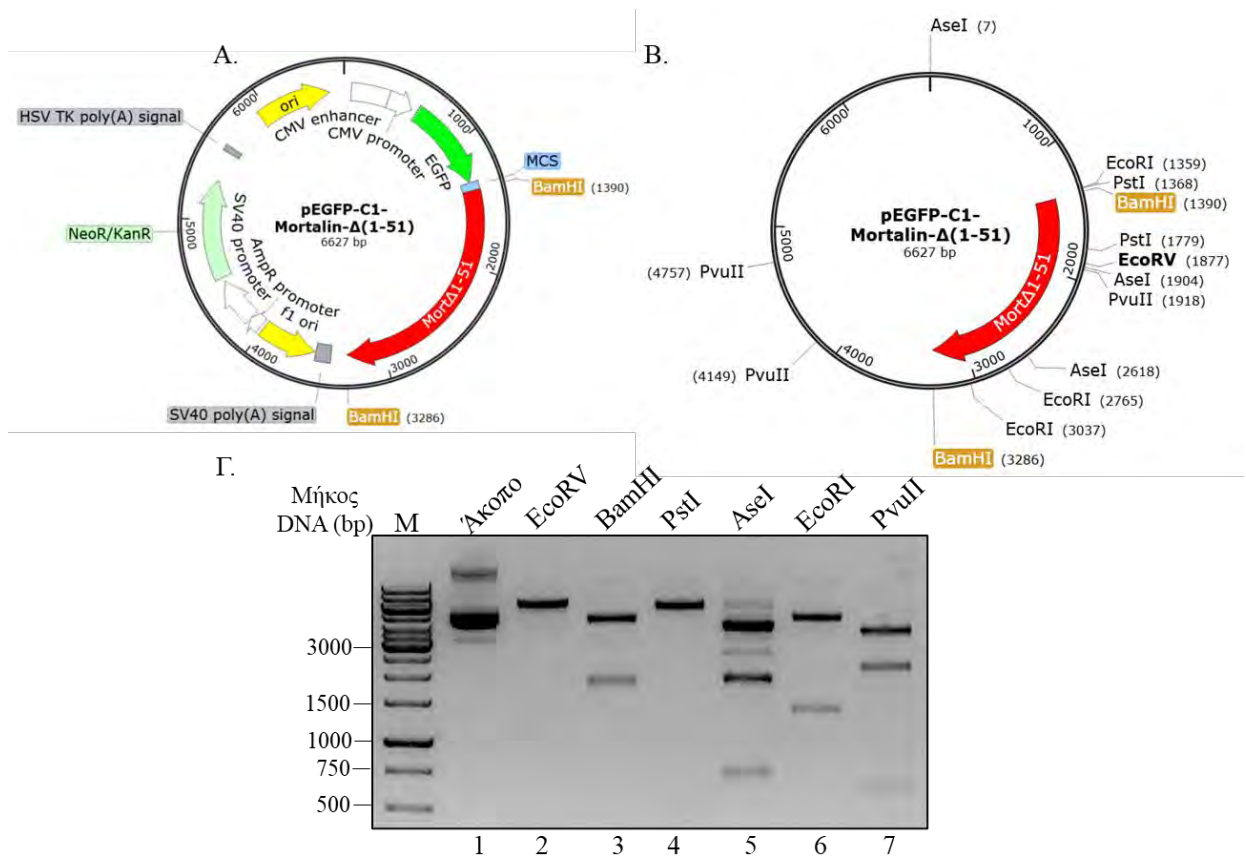 Α.
ori
6000
HSV TK poly(A) signal
CMV enhancer
CMV promoter
1000
EGFP
MCS
BamHI (1390)
pEGFP-C1-
Mortalin-Δ(1-51)
6627 bp
SV40 promoter
NeoR/KanR
5000
AmpR promoter
f1 ori
2000
MortΔ1-51
4000
3000
SV40 poly(A) signal
BamHI (3286)
Β.
AseI (7)
6000
1000
EcoRI (1359)
PstI (1368)
BamHI (1390)
pEGFP-C1-
Mortalin-Δ(1-51)
6627 bp
5000
PstI (1779)
EcoRV (1877)
2000
AseI (1904)
PvuII (1918)
(4757) PvuII
MortΔ1-51
4000
3000
(4149) PvuII
AseI (2618)
EcoRI (2765)
EcoRI (3037)
BamHI (3286)
Γ.
Μήκος
DNA (bp)
M
Άκοπο
EcoRV
BamHI
PstI
AseI
EcoRI
PvuII
3000
1500
1000
750
500
1 2 3 4 5 6 7